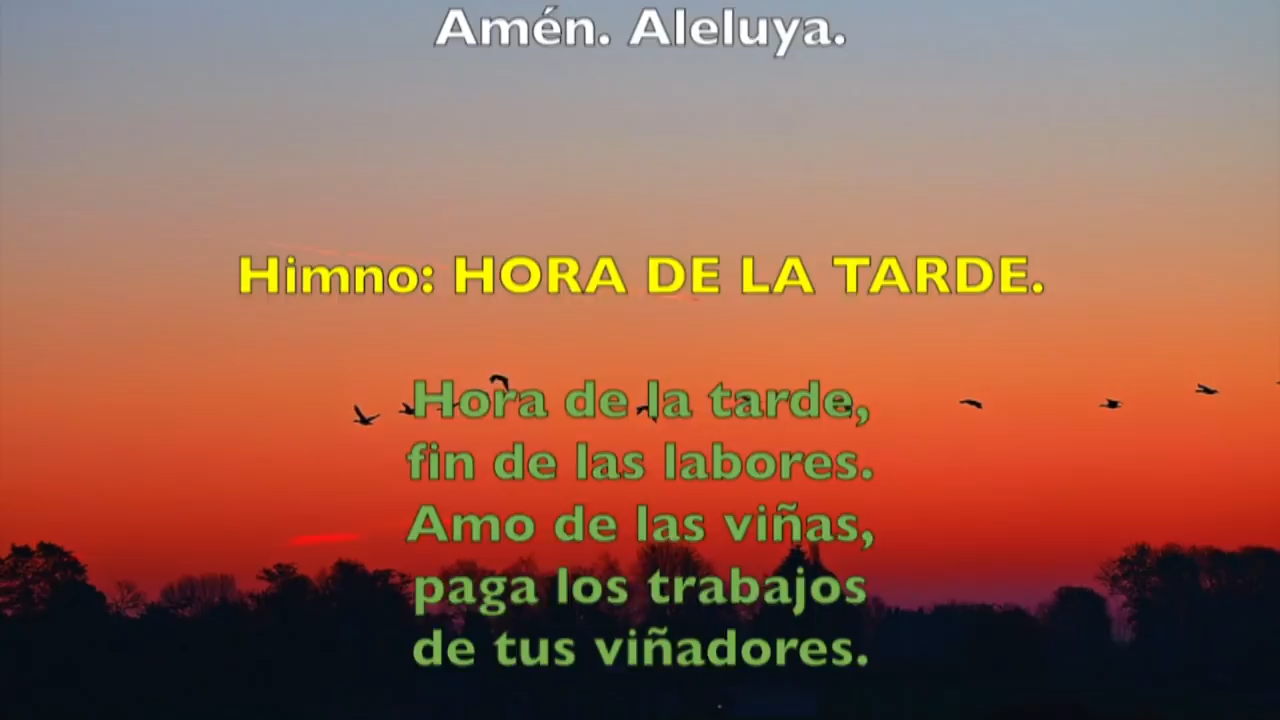 Amén. Aleluya.
Himno: HORA DE LA TARDE.
Hora de la tarde,
fin de las labores.
Amo de las viñas,
paga los trabajos
de tus viñadores.